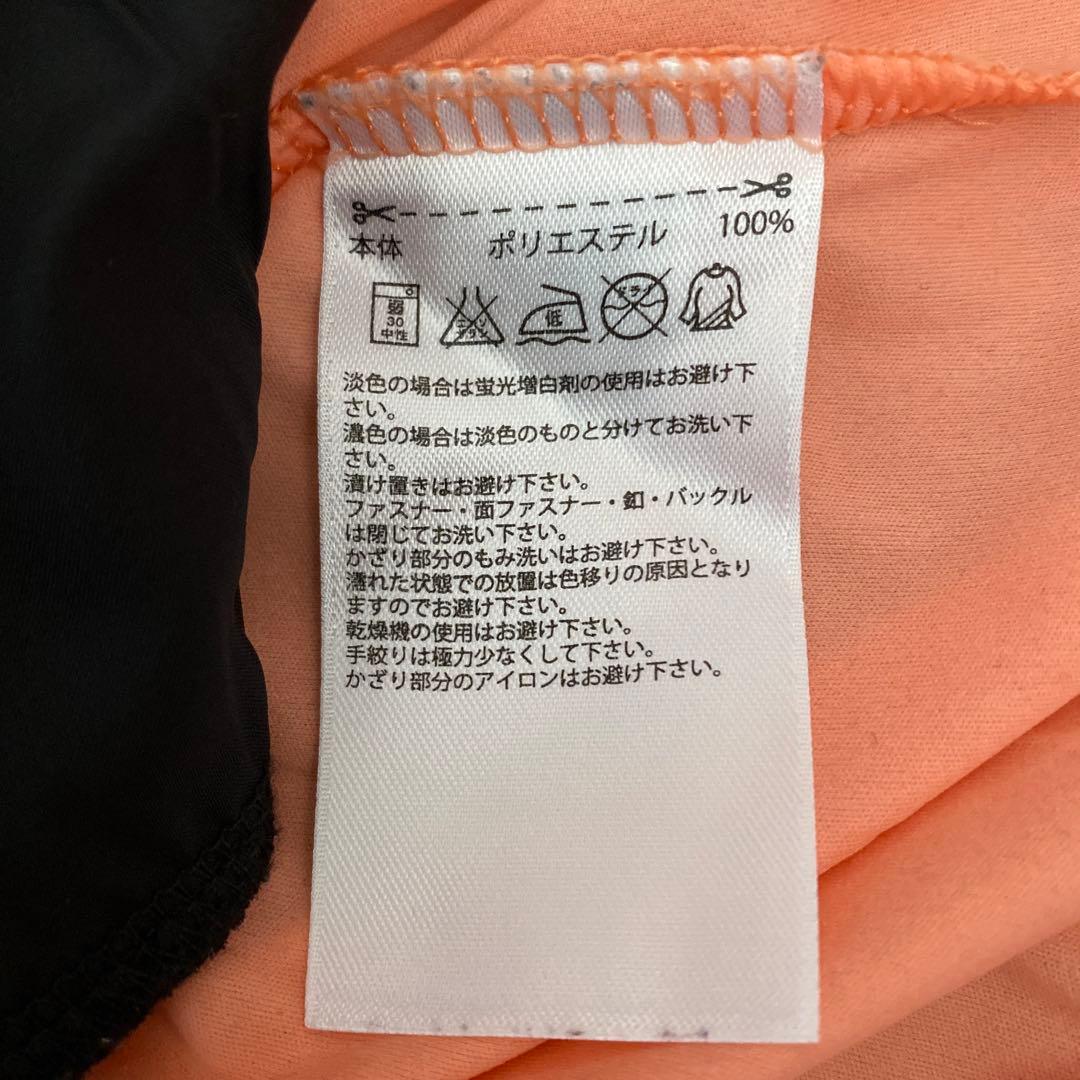 本体 ポリエステル 100%
弱
30
中性
エンソ
サラシ
低
ドライ
淡色の場合は蛍光増白剤の使用はお避け下
さい。
濃色の場合は淡色のものと分けてお洗い下
さい。
漬け置きはお避け下さい。
ファスナー・面ファスナー・釦・バックル
は閉じてお洗い下さい。
かざり部分のもみ洗いはお避け下さい。
濡れた状態での放置は色移りの原因となり
ますのでお避け下さい。
乾燥機の使用はお避け下さい。
手絞りは極力少なくして下さい。
かざり部分のアイロンはお避け下さい。